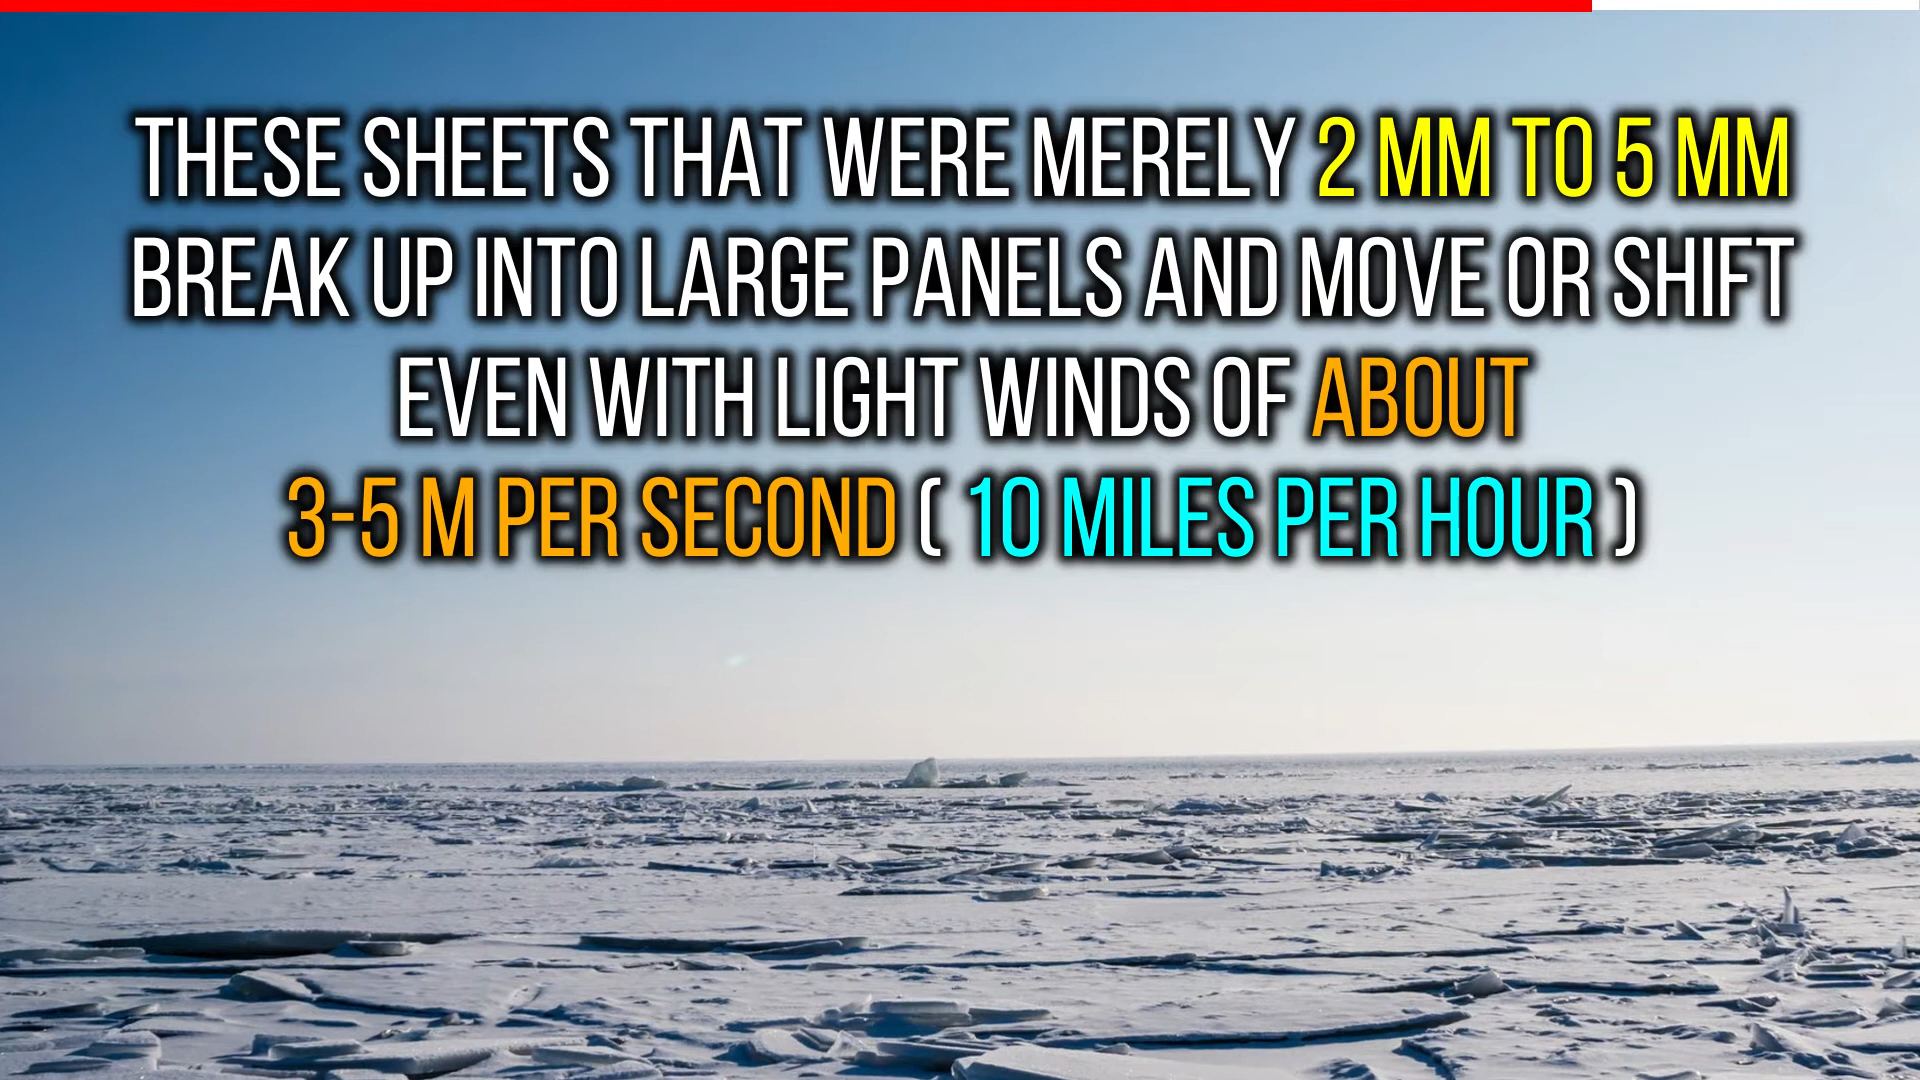 THESE SHEETS THAT WERE MERELY 2 MM TO 5 MM
BREAK UP INTO LARGE PANELS AND MOVE OR SHIFT
EVEN WITH LIGHT WINDS OF ABOUT
3-5 M PER SECOND ( 10 MILES PER HOUR )